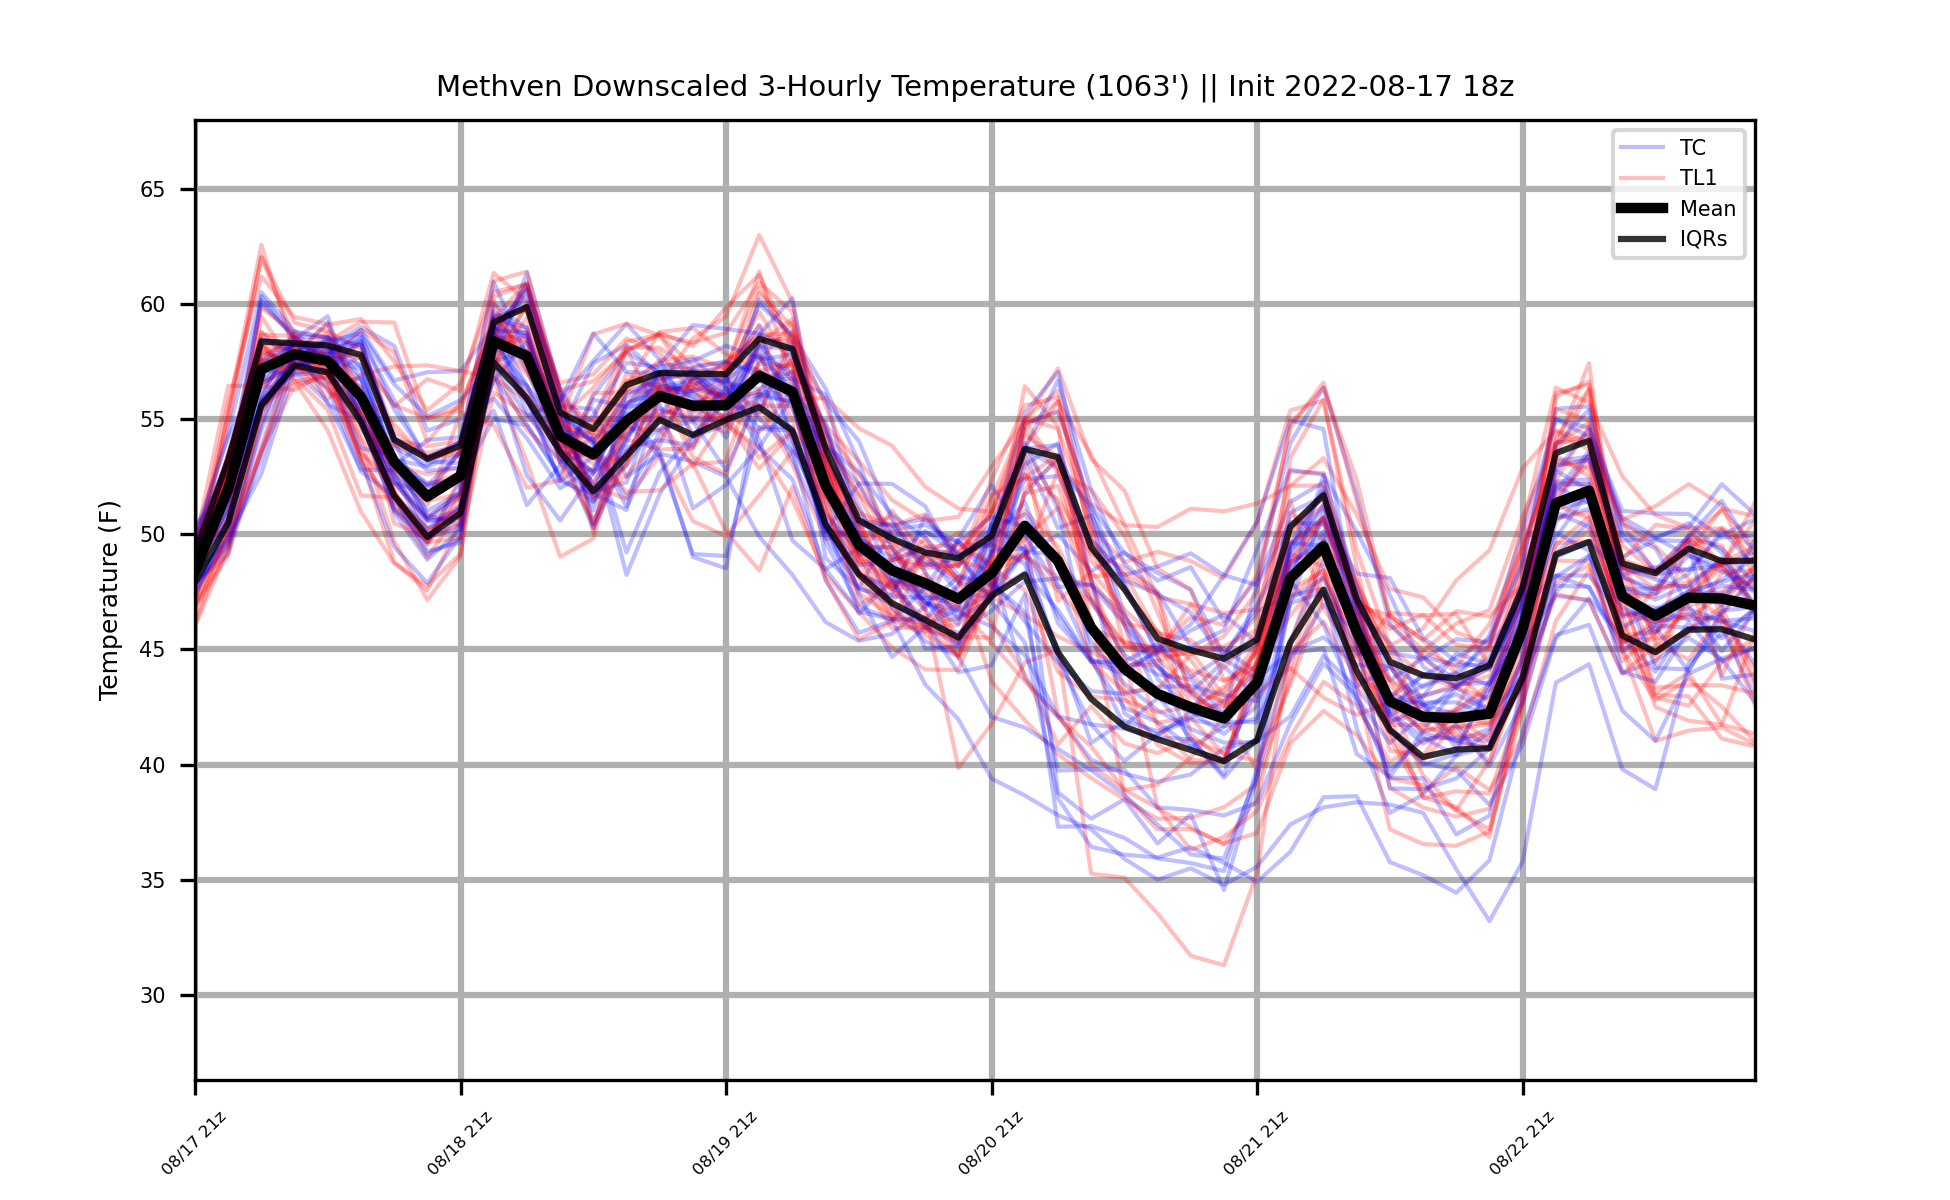 Methven Downscaled 3-Hourly Temperature (1063') || Init 2022-08-17 18z
TC
TL1
Mean
IQRs
Temperature (F)
65
60
55
50
45
40
35
30
08/17 21z
08/18 21z
08/19 21z
08/20 21z
08/21 21z
08/22 21z